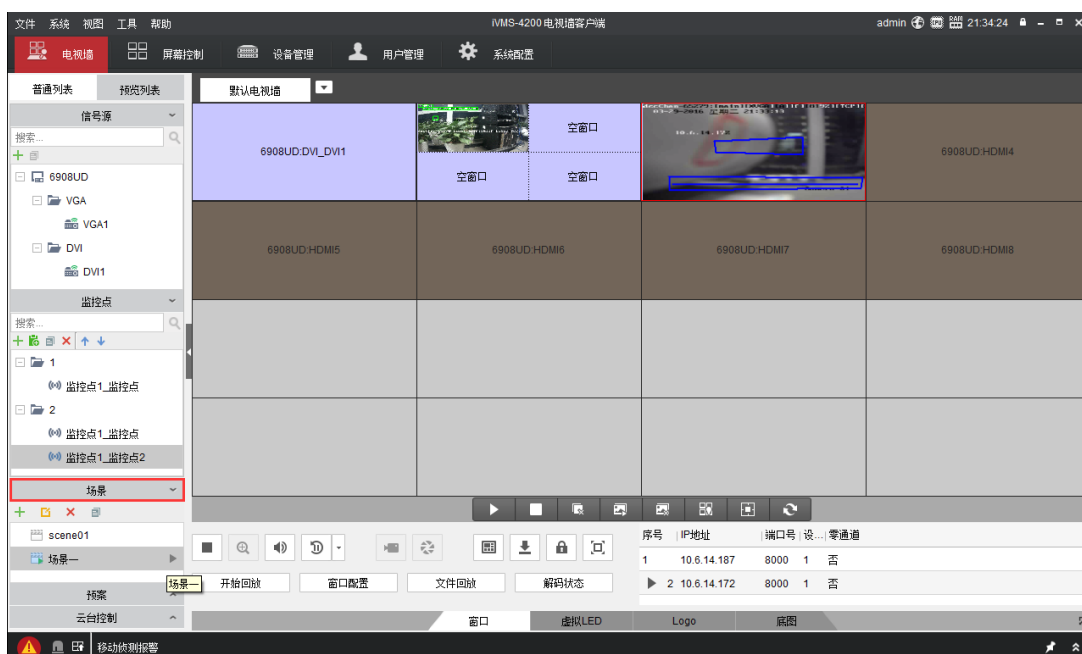 文件 系统 视图 工具 帮助 iVMS-4200 电视墙客户端 admin 21:34:24
电视墙 屏幕控制 设备管理 用户管理 系统配置
普通列表 预览列表 默认电视墙
信号源
搜索...
6908UD
VGA
VGA1
DVI
DVI1
监控点
搜索...
1
监控点1_监控点
2
监控点1_监控点
监控点1_监控点2
场景
scene01
场景一
场景一
预案
云台控制
6908UD:DVI_DVI1
空窗口
空窗口 空窗口
10.6.14.172
6908UD:HDMI4
6908UD:HDMI5 6908UD:HDMI6 6908UD:HDMI7 6908UD:HDMI8
开始回放 窗口配置 文件回放 解码状态
序号 IP地址 端口号 设... 零通道
1 10.6.14.187 8000 1 否
2 10.6.14.172 8000 1 否
窗口 虚拟LED Logo 底图
移动侦测报警